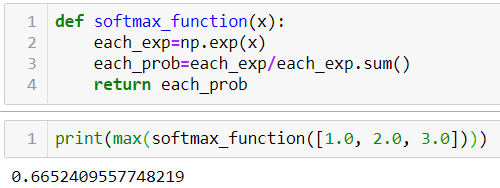 1 def softmax_function(x):
2     each_exp=np.exp(x)
3     each_prob=each_exp/each_exp.sum()
4     return each_prob
1 print(max(softmax_function([1.0, 2.0, 3.0])))
0.6652409557748219